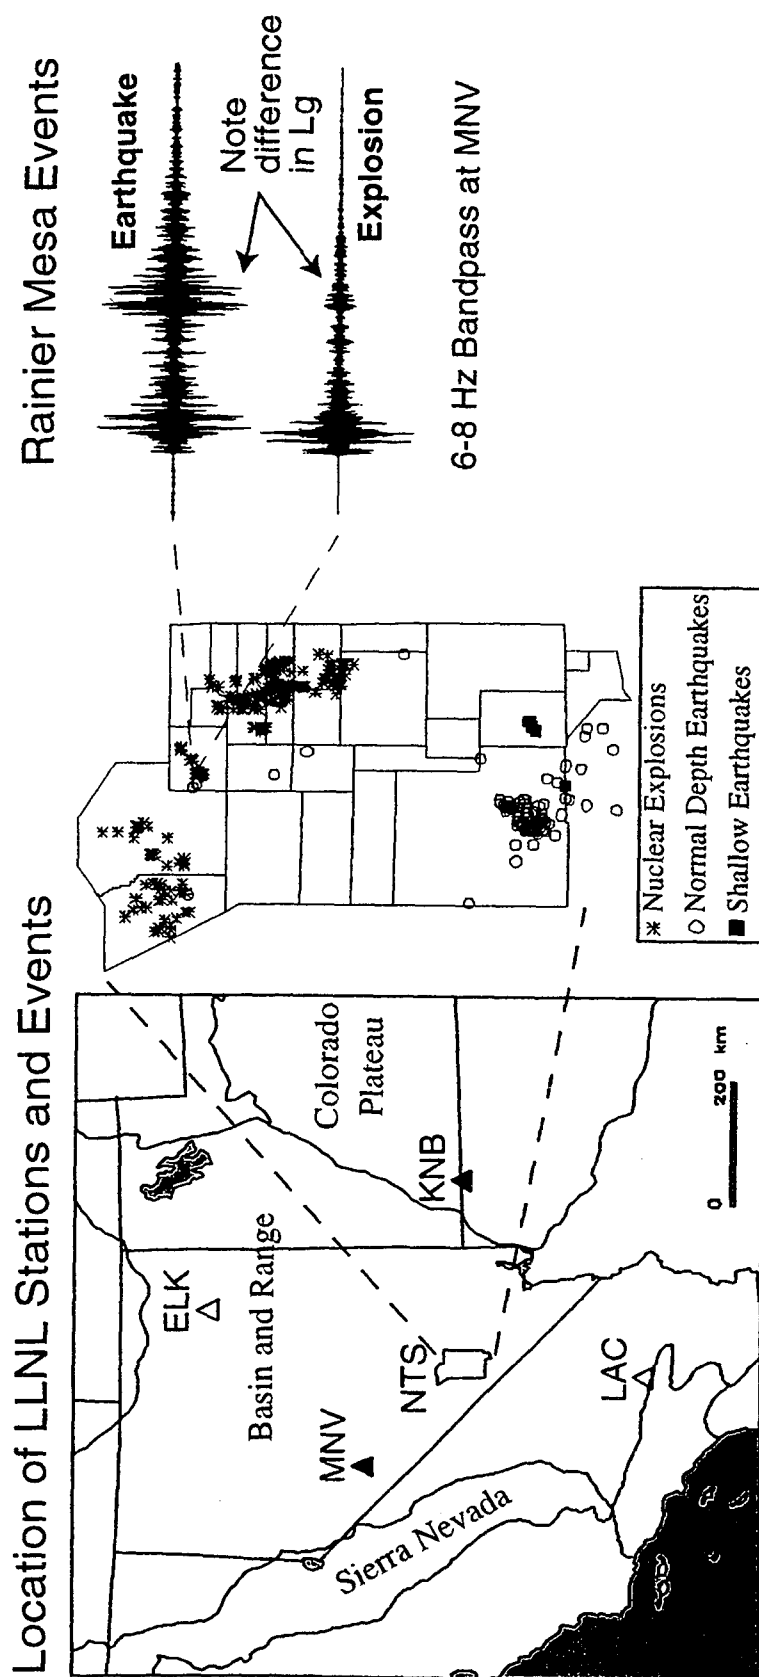 Location of LLNL Stations and Events
Rainier Mesa Events
ELK
Basin and Range
MNV
NTS
KNB
LAC
Sierra Nevada
Colorado
Plateau
0
200 km
Nuclear Explosions
Normal Depth Earthquakes
Shallow Earthquakes
Earthquake
Note
difference
in Lg
Explosion
6-8 Hz Bandpass at MNV